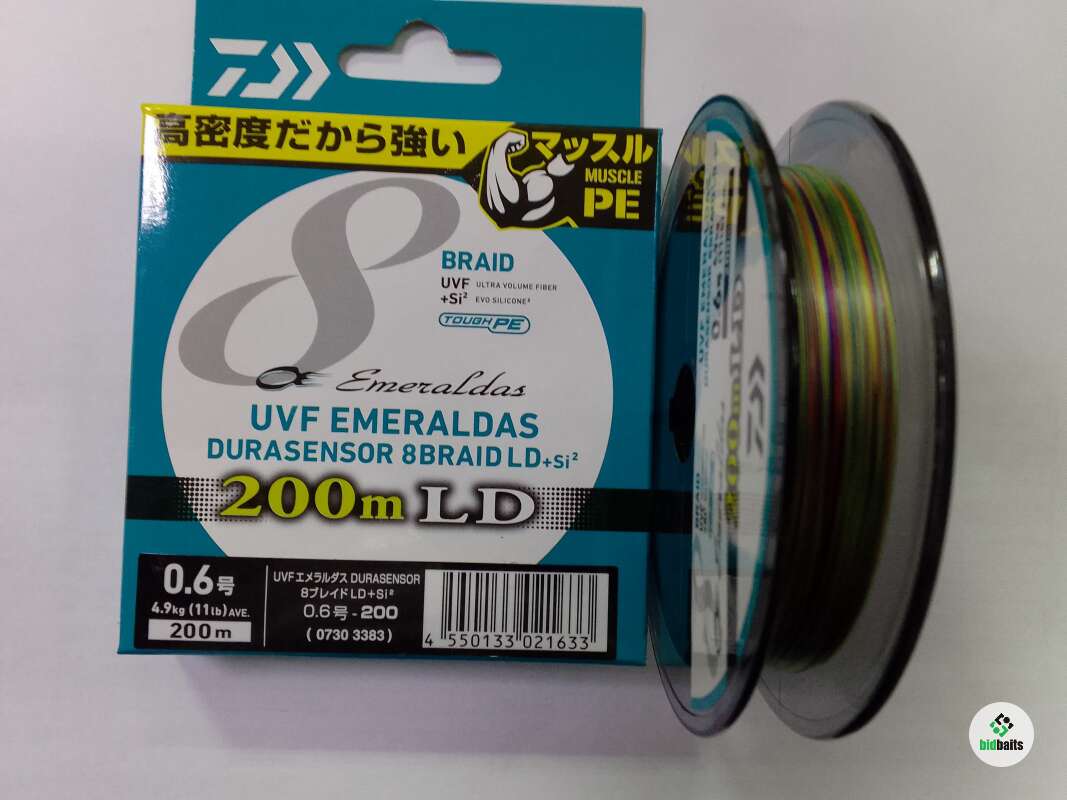 高密度だから強い
マッスル
MUSCLE
PE
8
BRAID
UVF ULTRA VOLUME FIBER
+Si² EVO SILICONE²
TOUGH PE
Emeraldas
UVF EMERALDAS
DURASENSOR 8BRAID LD+Si²
200m LD
0.6号
4.9kg (11lb) AVE.
200m
UVFエメラルダス DURASENSOR
8ブレイド LD+Si²
0.6号-200
( 0730 3383 )
4 550133 021633
bidbaits